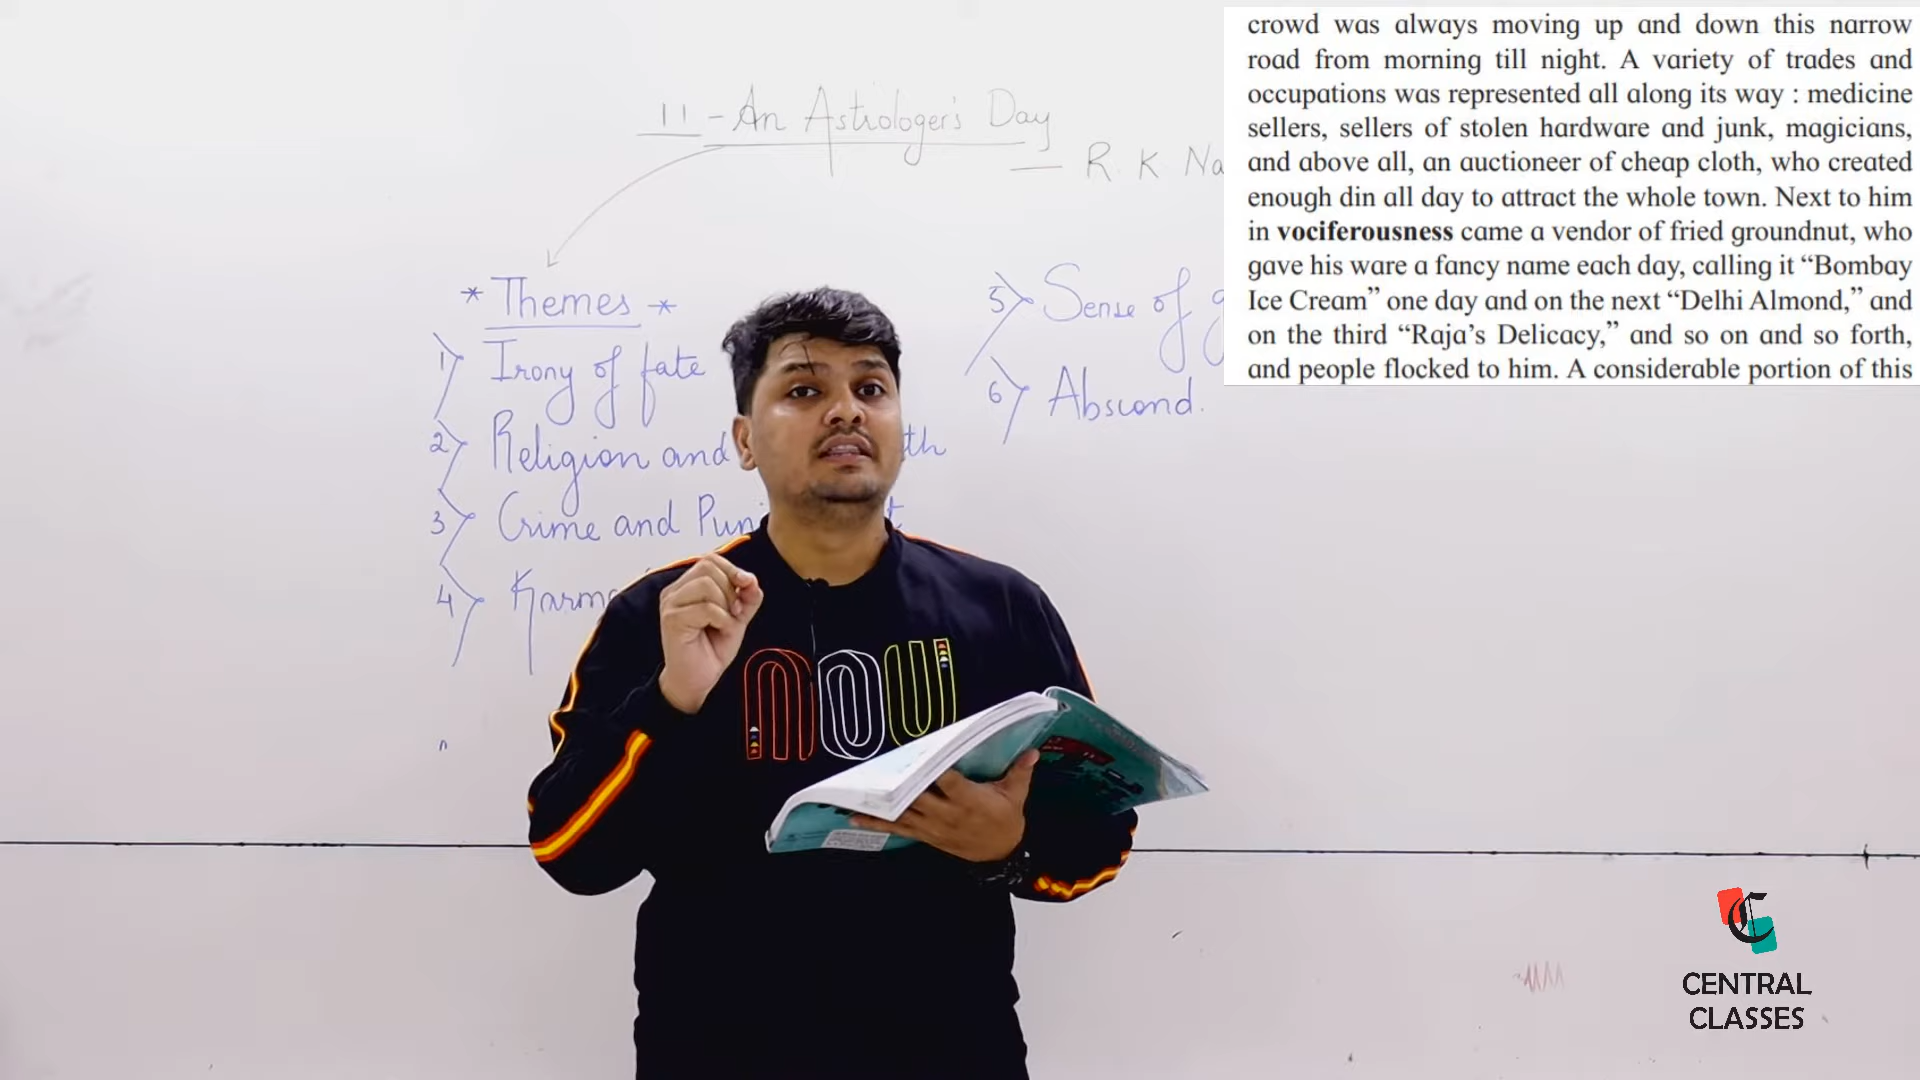 11 - An Astrologer's Day
— R. K
* Themes *
1) Irony of fate
2) Religion and
3) Crime and
4) Karma
5) Sense of
6) Abscond.
crowd was always moving up and down this narrow
road from morning till night. A variety of trades and
occupations was represented all along its way : medicine
sellers, sellers of stolen hardware and junk, magicians,
and above all, an auctioneer of cheap cloth, who created
enough din all day to attract the whole town. Next to him
in vociferousness came a vendor of fried groundnut, who
gave his ware a fancy name each day, calling it “Bombay
Ice Cream” one day and on the next “Delhi Almond,” and
on the third “Raja’s Delicacy,” and so on and so forth,
and people flocked to him. A considerable portion of this
nou
CENTRAL
CLASSES